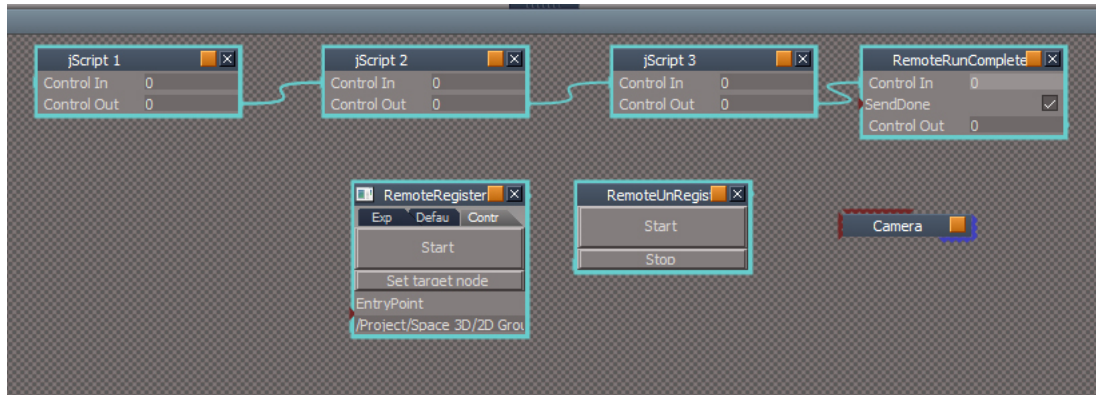 jScript 1
Control In 0
Control Out 0
jScript 2
Control In 0
Control Out 0
jScript 3
Control In 0
Control Out 0
RemoteRunComplete
Control In 0
SendDone
Control Out 0
RemoteRegister
Exp Defau Contr
Start
Set target node
EntryPoint
/Project/Space 3D/2D Grou
RemoteUnRegist
Start
Stop
Camera